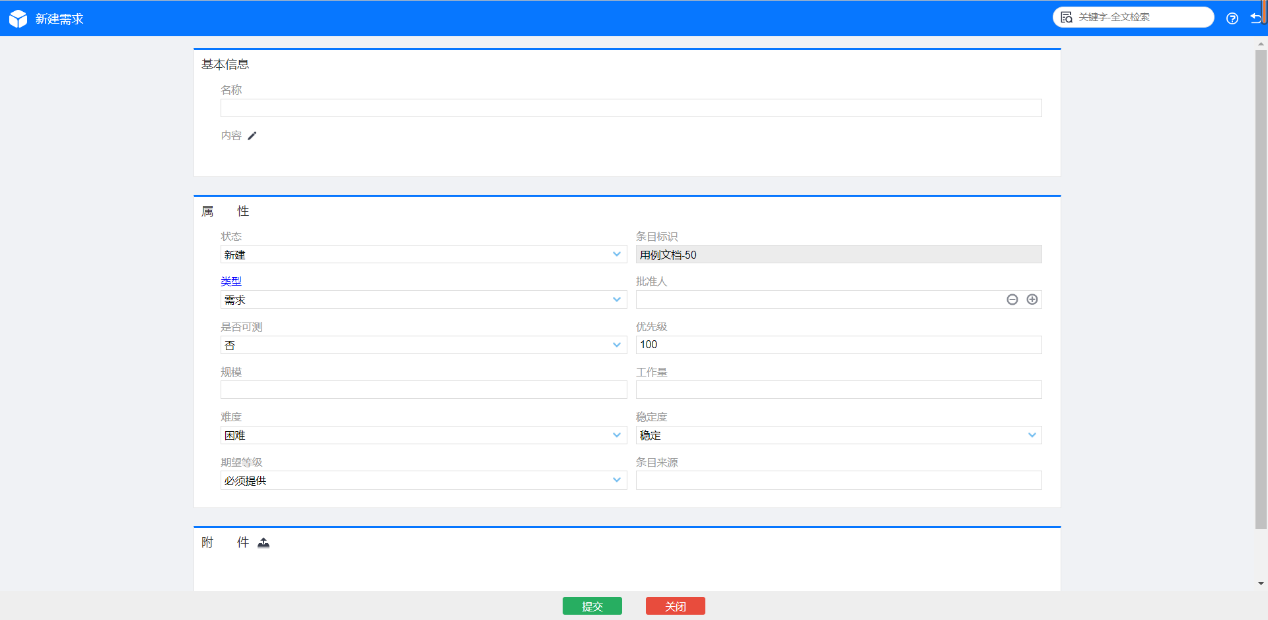 新建需求
关键字-全文检索
基本信息
名称
内容
属 性
状态 条目标识
新建 用例文档-50
类型 批准人
需求
是否可测 优先级
否 100
规模 工作量
难度 稳定度
困难 稳定
期望等级 条目来源
必须提供
附 件
提交 关闭